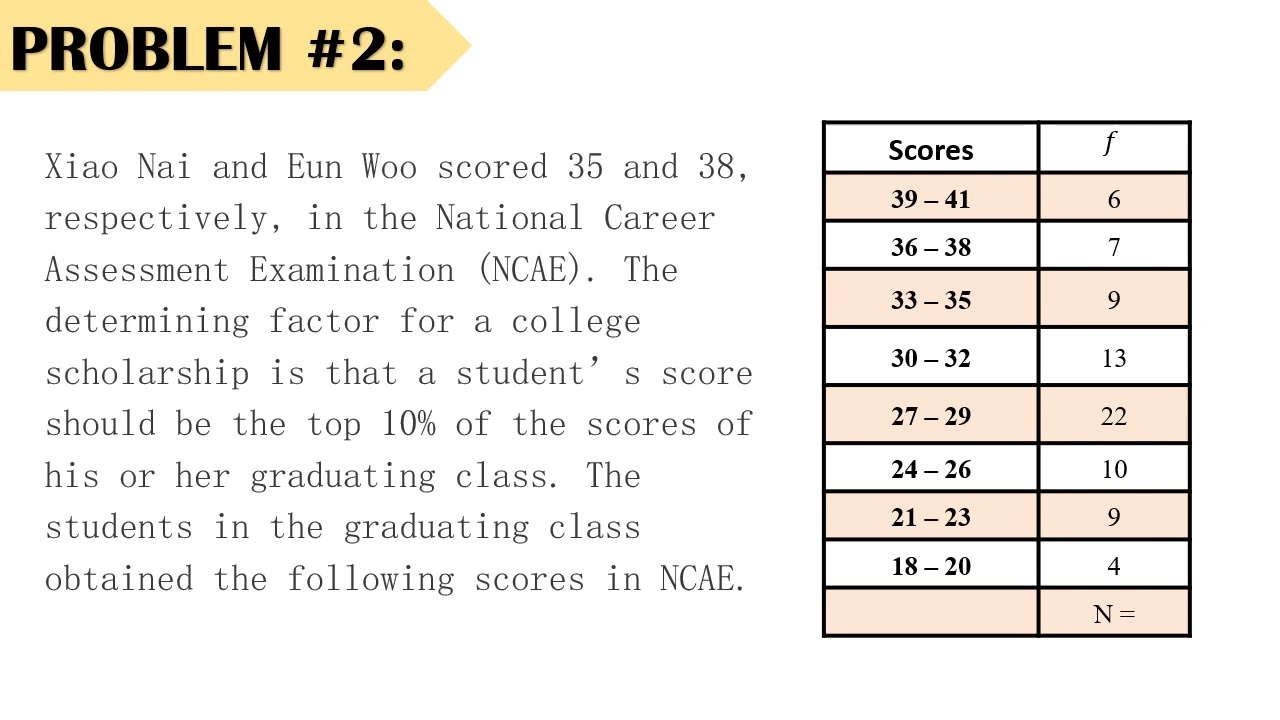 PROBLEM #2:
Xiao Nai and Eun Woo scored 35 and 38,
respectively, in the National Career
Assessment Examination (NCAE). The
determining factor for a college
scholarship is that a student’s score
should be the top 10% of the scores of
his or her graduating class. The
students in the graduating class
obtained the following scores in NCAE.
Scores f
39 – 41 6
36 – 38 7
33 – 35 9
30 – 32 13
27 – 29 22
24 – 26 10
21 – 23 9
18 – 20 4
N =